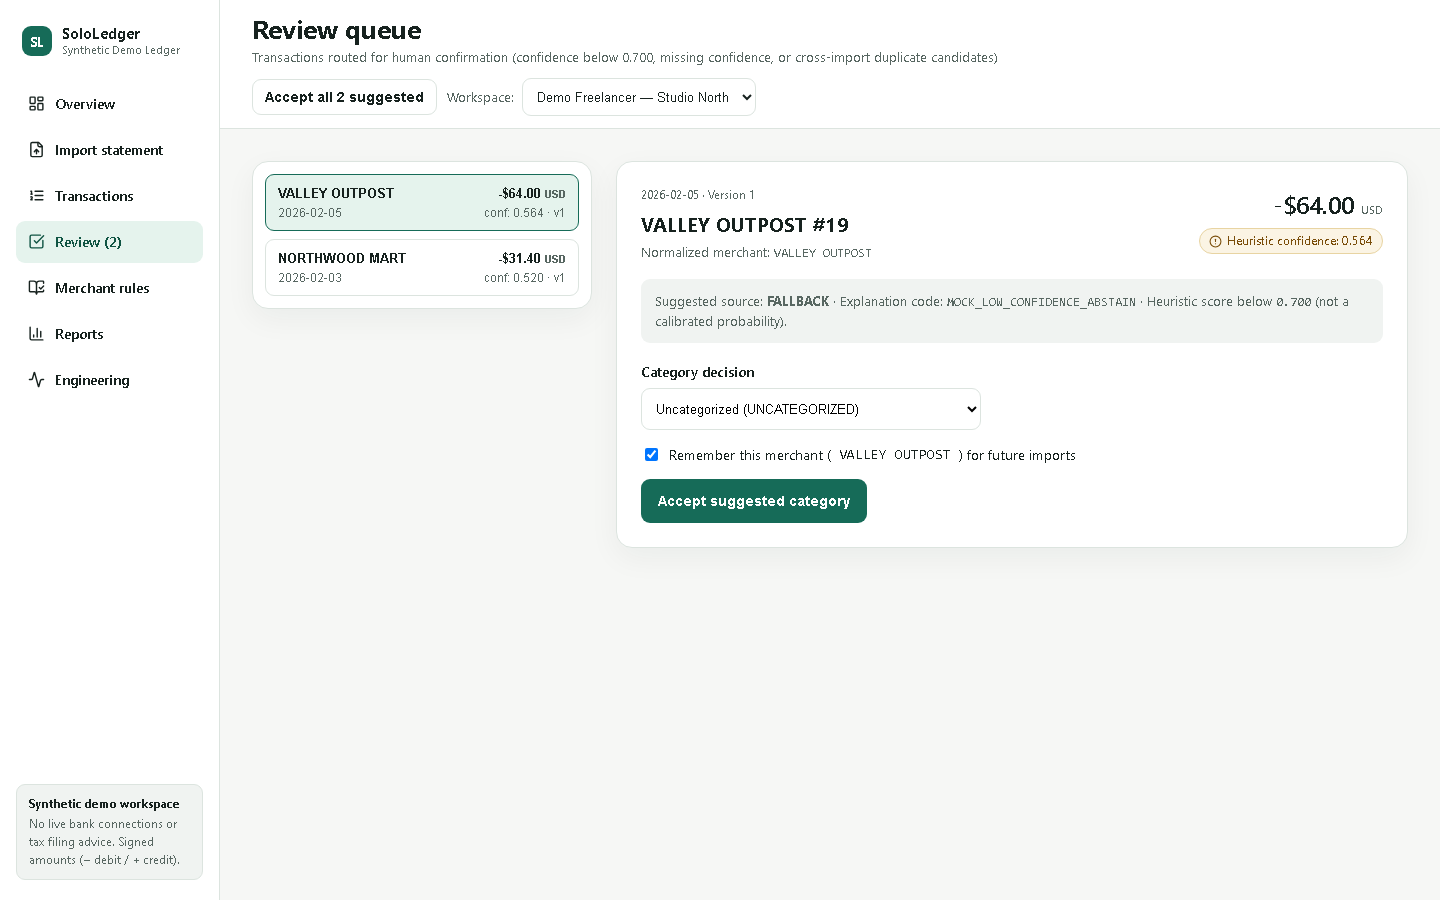 SL
SoloLedger
Synthetic Demo Ledger
Overview
Import statement
Transactions
Review (2)
Merchant rules
Reports
Engineering
Synthetic demo workspace
No live bank connections or
tax filing advice. Signed
amounts (− debit / + credit).
Review queue
Transactions routed for human confirmation (confidence below 0.700, missing confidence, or cross-import duplicate candidates)
Accept all 2 suggested
Workspace:
Demo Freelancer — Studio North
VALLEY OUTPOST
-$64.00 USD
2026-02-05
conf: 0.564 · v1
NORTHWOOD MART
-$31.40 USD
2026-02-03
conf: 0.520 · v1
2026-02-05 · Version 1
VALLEY OUTPOST #19
Normalized merchant: VALLEY OUTPOST
-$64.00 USD
Heuristic confidence: 0.564
Suggested source: FALLBACK · Explanation code: MOCK_LOW_CONFIDENCE_ABSTAIN · Heuristic score below 0.700 (not a
calibrated probability).
Category decision
Uncategorized (UNCATEGORIZED)
Remember this merchant ( VALLEY OUTPOST ) for future imports
Accept suggested category